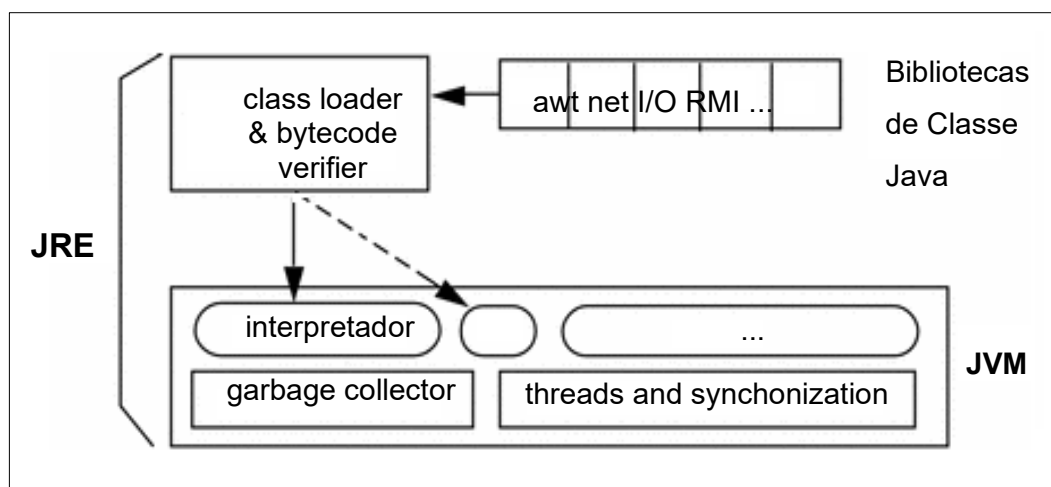 class loader
& bytecode
verifier
awt net I/O RMI ...
Bibliotecas
de Classe
Java
JRE
interpretador
...
JVM
garbage collector
threads and synchonization